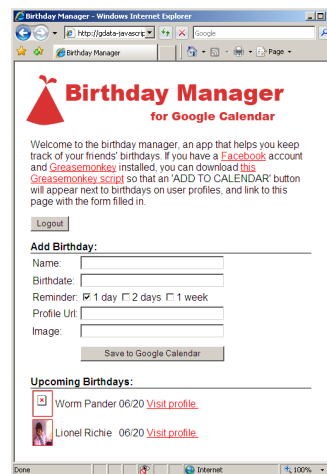 Birthday Manager - Windows Internet Explorer
http://gdata-javascrip
Google
Birthday Manager
Page
Birthday Manager
for Google Calendar
Welcome to the birthday manager, an app that helps you keep
track of your friends' birthdays. If you have a Facebook account
and Greasemonkey installed, you can download this
Greasemonkey script so that an 'ADD TO CALENDAR' button
will appear next to birthdays on user profiles, and link to this
page with the form filled in.
Logout
Add Birthday:
Name:
Birthdate:
Reminder: 1 day 2 days 1 week
Profile Url:
Image:
Save to Google Calendar
Upcoming Birthdays:
Worm Pander 06/20 Visit profile.
Lionel Richie 06/20 Visit profile.
Done Internet 100%